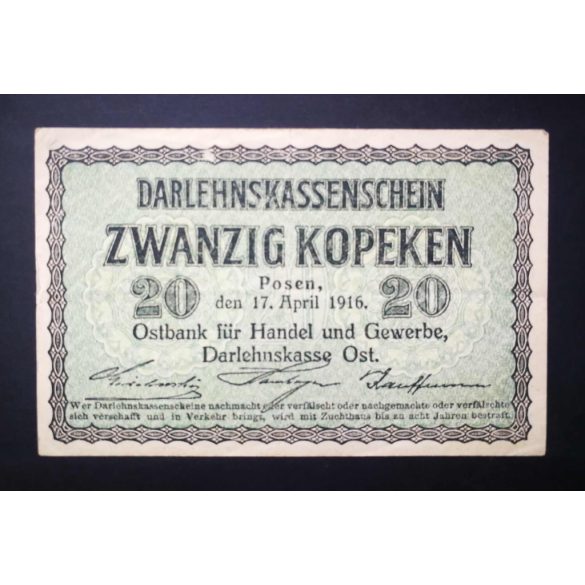 DARLEHNSKASSENSCHEIN
ZWANZIG KOPEKEN
20 Posen, 20
den 17. April 1916.
Ostbank für Handel und Gewerbe,
Darlehnskasse Ost.
Kauffmann
Wer Darlehnskassenscheine nachmacht oder verfälscht oder nachgemachte oder verfälschte
sich verschafft und in Verkehr bringt, wird mit Zuchthaus bis zu acht Jahren bestraft.